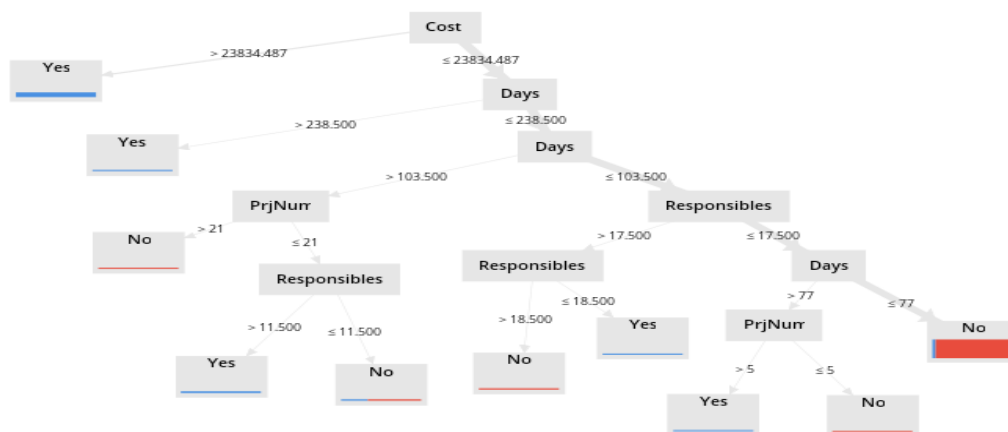 Cost
> 23834.487
≤ 23834.487
Yes
Days
> 238.500
≤ 238.500
Yes
Days
> 103.500
≤ 103.500
PrjNum
Responsibles
> 21
≤ 21
> 17.500
≤ 17.500
No
Responsibles
Responsibles
Days
> 11.500
≤ 11.500
> 18.500
≤ 18.500
> 77
≤ 77
Yes
No
No
Yes
PrjNum
No
> 5
≤ 5
Yes
No